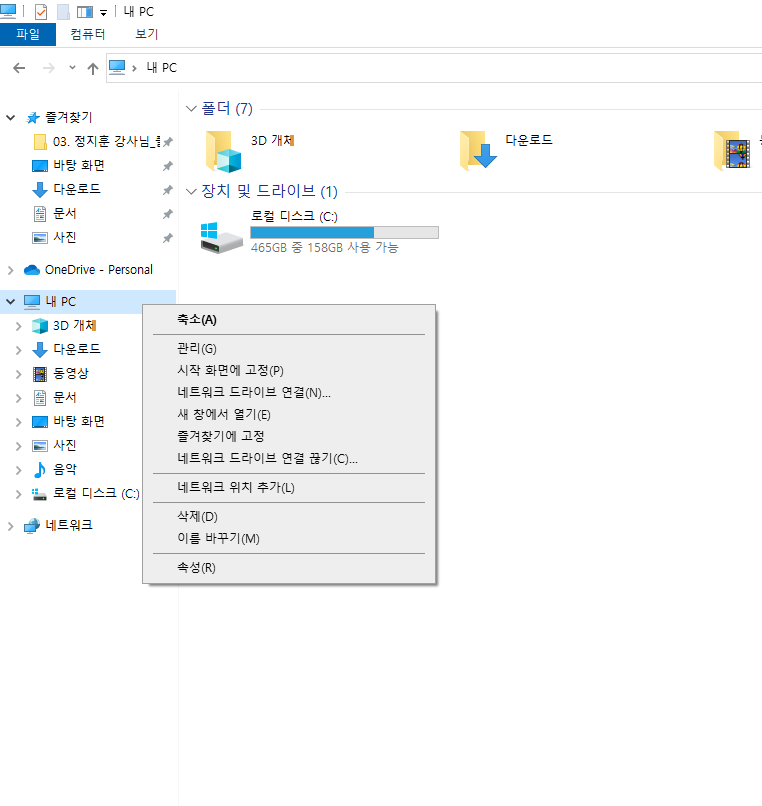 내 PC
파일 컴퓨터 보기
내 PC
즐겨찾기
03. 정지훈 강사님_
바탕 화면
다운로드
문서
사진
OneDrive - Personal
내 PC
3D 개체
다운로드
동영상
문서
바탕 화면
사진
음악
로컬 디스크 (C:)
네트워크
폴더 (7)
3D 개체
다운로드
장치 및 드라이브 (1)
로컬 디스크 (C:)
465GB 중 158GB 사용 가능
축소(A)
관리(G)
시작 화면에 고정(P)
네트워크 드라이브 연결(N)...
새 창에서 열기(E)
즐겨찾기에 고정
네트워크 드라이브 연결 끊기(C)...
네트워크 위치 추가(L)
삭제(D)
이름 바꾸기(M)
속성(R)